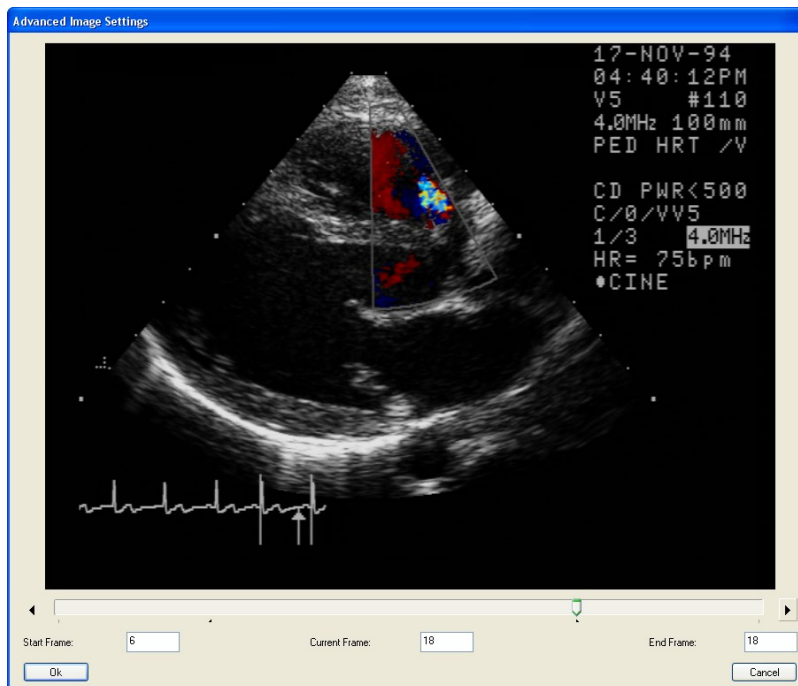 Advanced Image Settings
17-NOV-94
04:40:12PM
V5 #110
4.0MHz 100mm
PED HRT /V
CD PWR<500
C/0/VV5
1/3 4.0MHz
HR= 75bpm
CINE
Start Frame: 6 Current Frame: 18 End Frame: 18
Ok Cancel